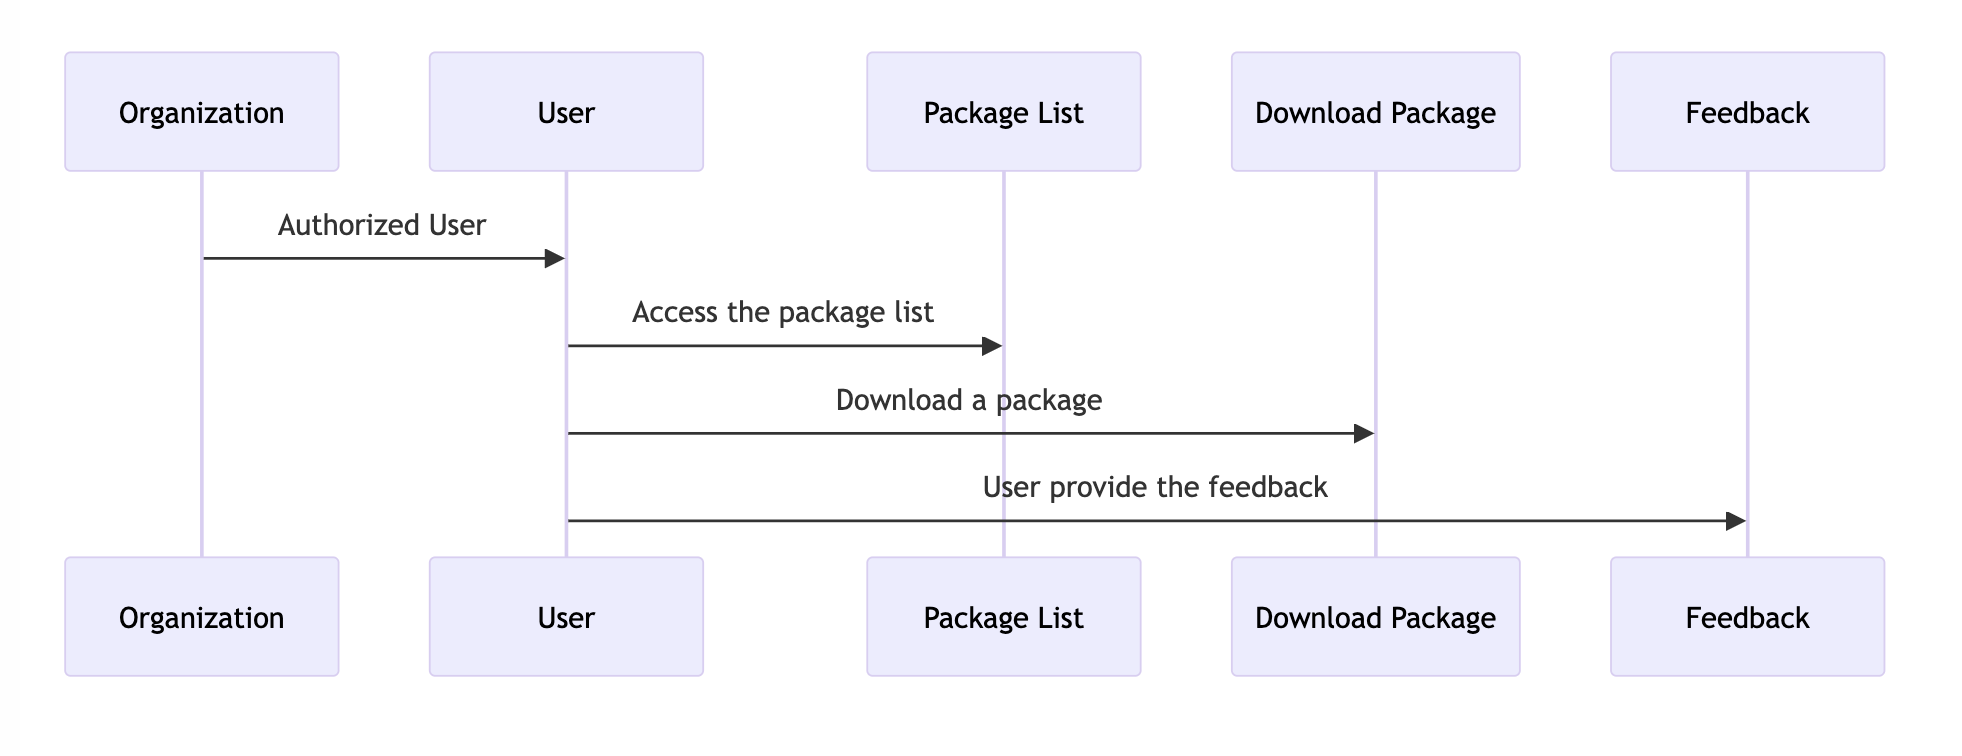 Organization
User
Package List
Download Package
Feedback
Authorized User
Access the package list
Download a package
User provide the feedback
Organization
User
Package List
Download Package
Feedback